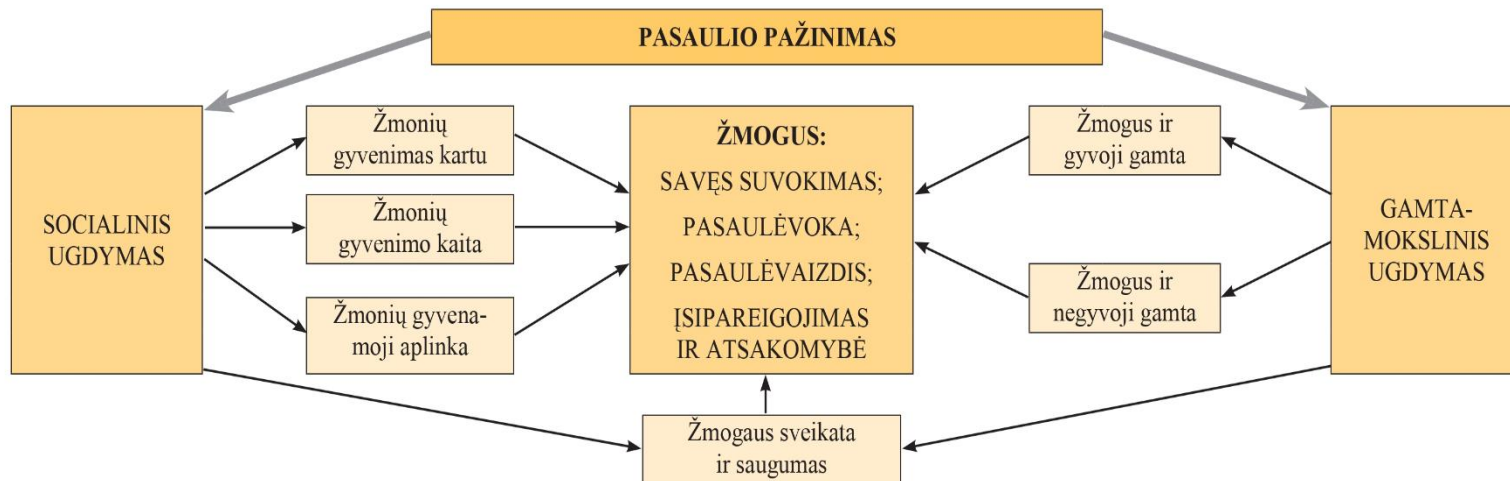 PASAULIO PAŽINIMAS
SOCIALINIS
UGDYMAS
Žmonių
gyvenimas kartu
Žmonių
gyvenimo kaita
Žmonių gyvena-
moji aplinka
ŽMOGUS:
SAVĘS SUVOKIMAS;
PASAULĖVOKA;
PASAULĖVAIZDIS;
ĮSIPAREIGOJIMAS
IR ATSAKOMYBĖ
Žmogus ir
gyvoji gamta
Žmogus ir
negyvoji gamta
GAMTA-
MOKSLINIS
UGDYMAS
Žmogaus sveikata
ir saugumas